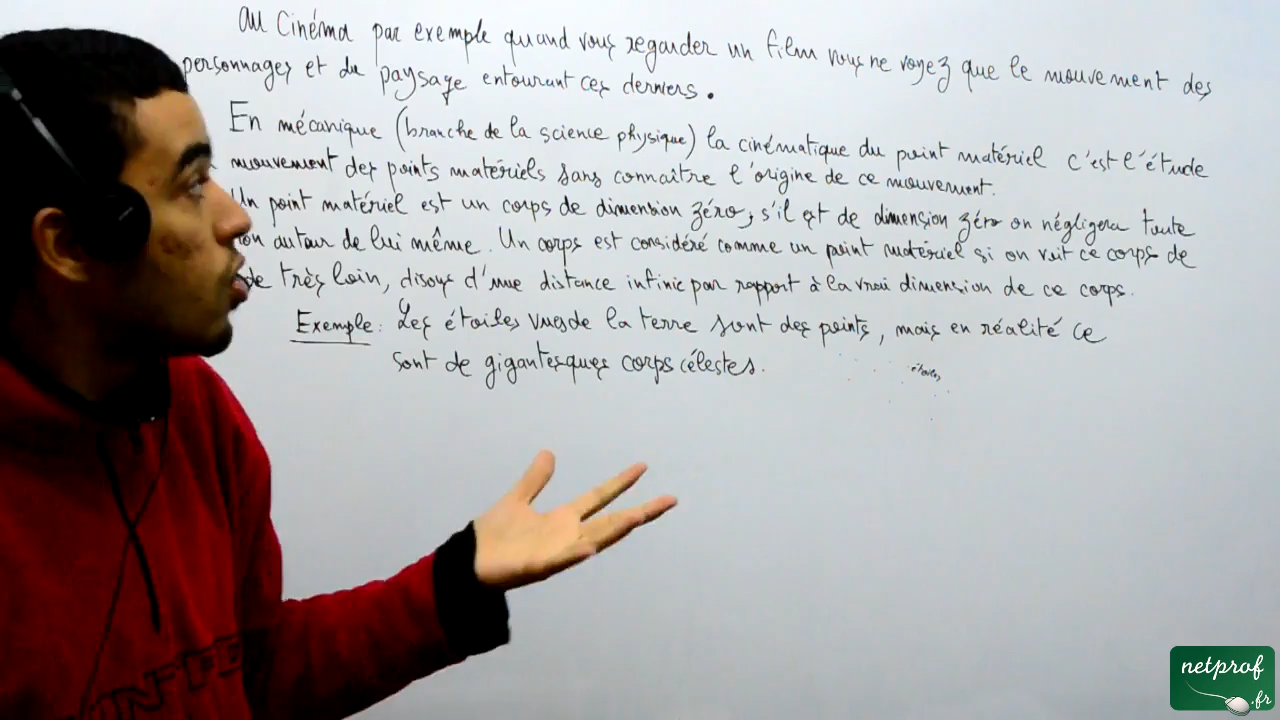 au Cinéma par exemple quand vous regarder un film vous ne voyez que le mouvement des
personnages et du paysage entourant ces derniers.
En mécanique (branche de la science physique) la cinématique du point matériel c'est l'étude
mouvement des points matériels sans connaître l'origine de ce mouvement.
Un point matériel est un corps de dimension zéro, s'il est de dimension zéro on négligera toute
ion autour de lui même. Un corps est considéré comme un point matériel si on voit ce corps de
de très loin, disons d'une distance infinie par rapport à la vrai dimension de ce corps.
Exemple: Les étoiles vues de la terre sont des points, mais en réalité ce
sont de gigantesques corps célestes.
étoiles
netprof
.fr